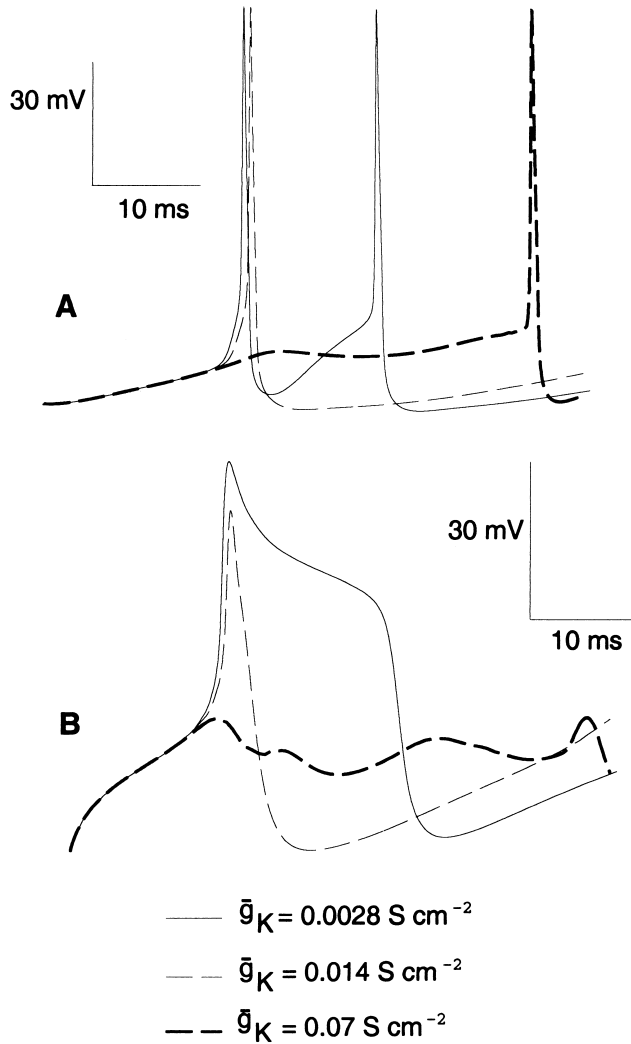 30 mV
10 ms
A
30 mV
10 ms
B
ḡK = 0.0028 S cm⁻²
ḡK = 0.014 S cm⁻²
ḡK = 0.07 S cm⁻²